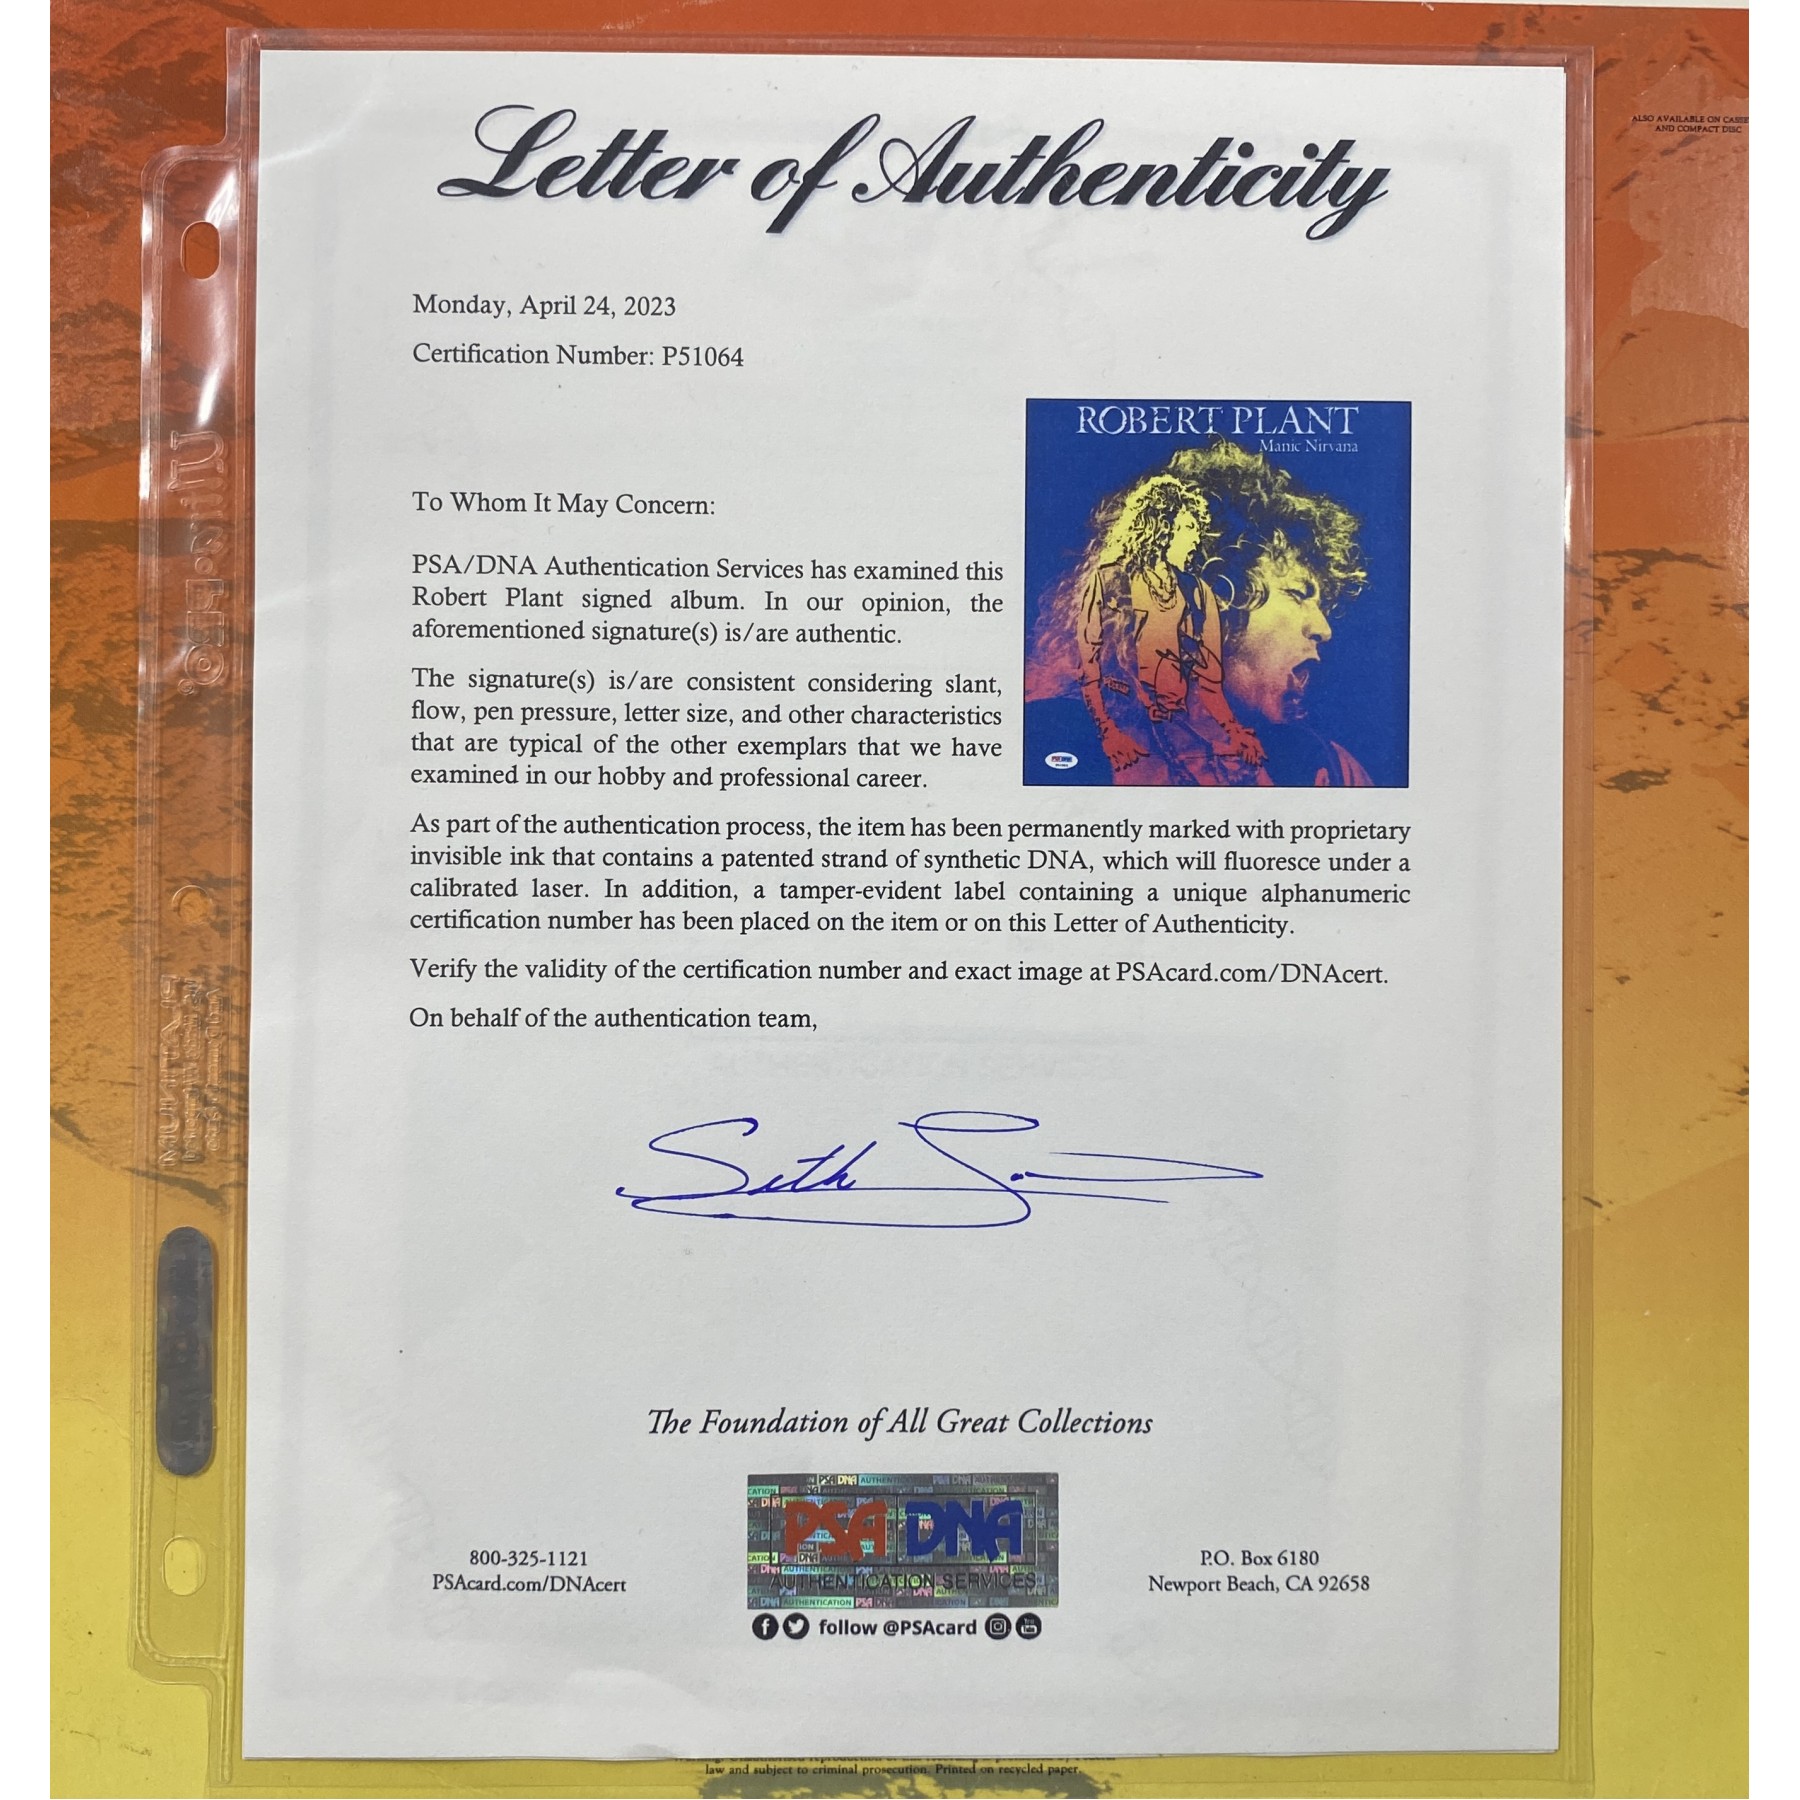 Letter of Authenticity
ALSO AVAILABLE ON
AND COMPACT DISC
Monday, April 24, 2023
Certification Number: P51064
ROBERT PLANT
Manic Nirvana
To Whom It May Concern:
PSA/DNA Authentication Services has examined this
Robert Plant signed album. In our opinion, the
aforementioned signature(s) is/are authentic.
The signature(s) is/are consistent considering slant,
flow, pen pressure, letter size, and other characteristics
that are typical of the other exemplars that we have
examined in our hobby and professional career.
As part of the authentication process, the item has been permanently marked with proprietary
invisible ink that contains a patented strand of synthetic DNA, which will fluoresce under a
calibrated laser. In addition, a tamper-evident label containing a unique alphanumeric
certification number has been placed on the item or on this Letter of Authenticity.
Verify the validity of the certification number and exact image at PSAcard.com/DNAcert.
On behalf of the authentication team,
Seth
The Foundation of All Great Collections
PSA DNA
AUTHENTICATION SERVICES
800-325-1121
PSAcard.com/DNAcert
P.O. Box 6180
Newport Beach, CA 92658
follow @PSAcard
law and subject to criminal prosecution. Printed on recycled paper.